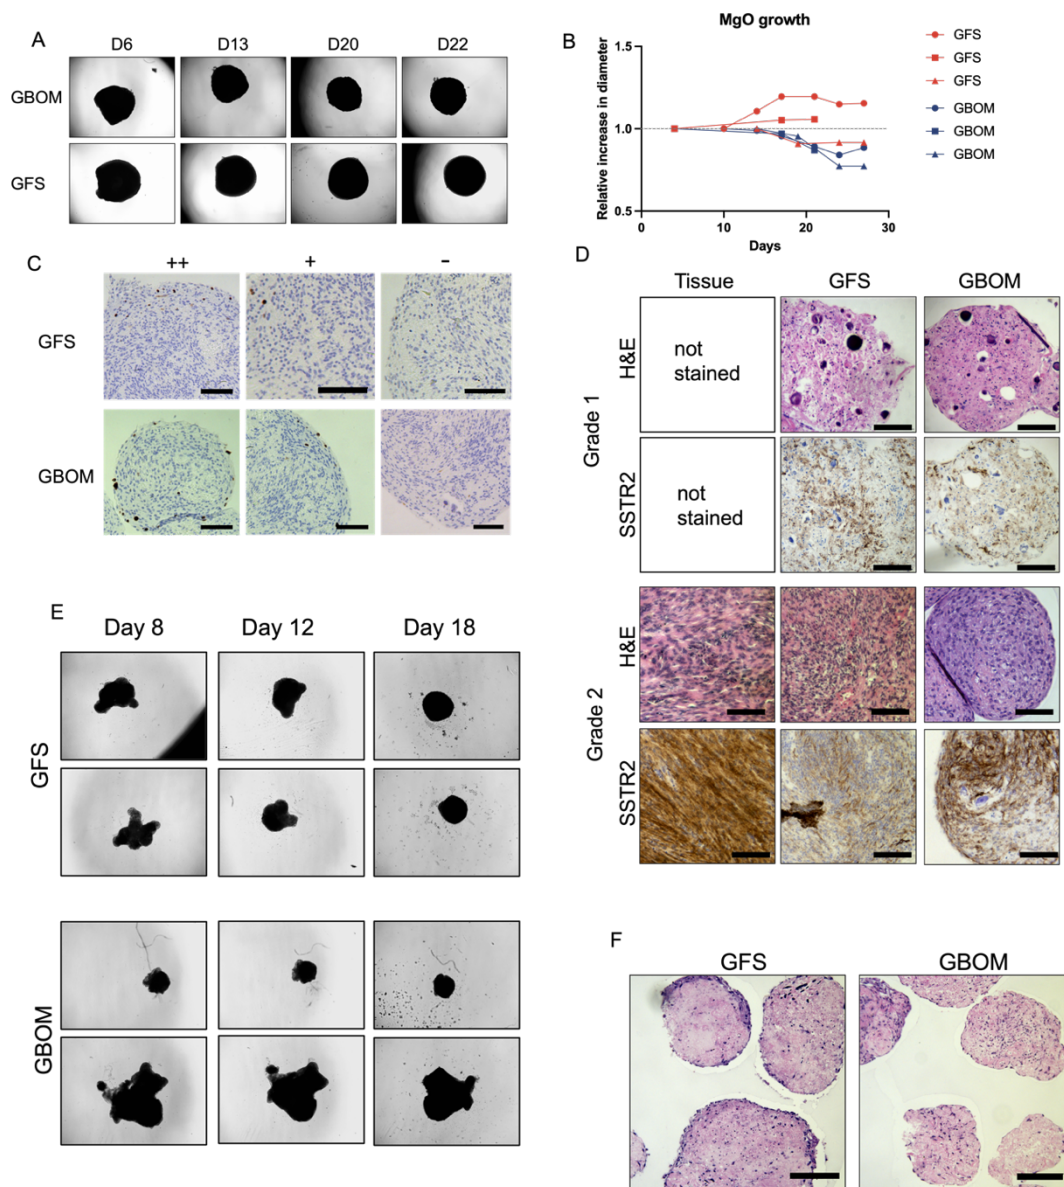 A
D6
D13
D20
D22
GBOM
GFS
B
MgO growth
Relative increase in diameter
1.5
1.0
0.5
0
10
20
30
Days
GFS
GFS
GFS
GBOM
GBOM
GBOM
C
++
+
-
GFS
GBOM
D
Tissue
GFS
GBOM
Grade 1
H&E
not
stained
SSTR2
not
stained
Grade 2
H&E
SSTR2
E
Day 8
Day 12
Day 18
GFS
GBOM
F
GFS
GBOM